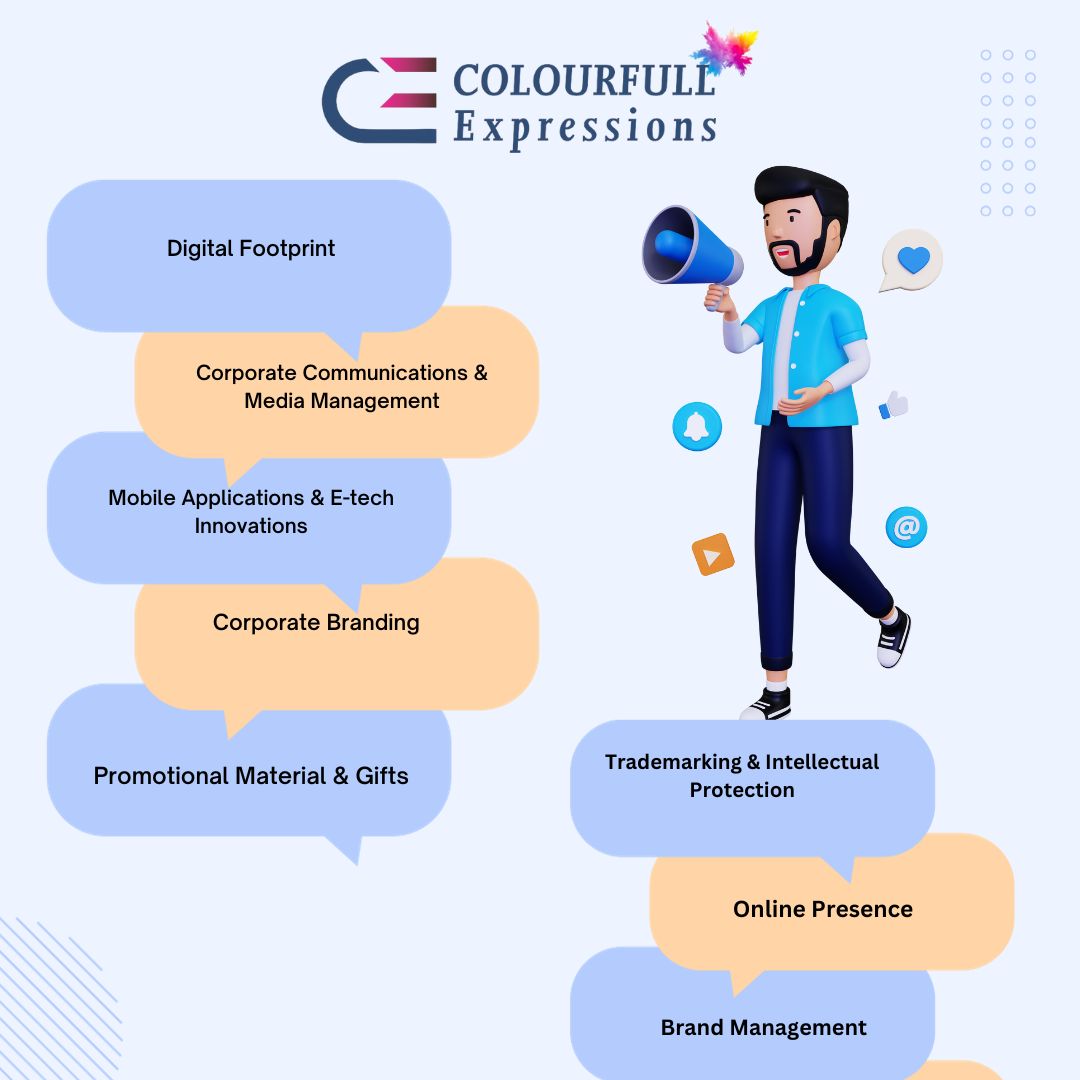 COLOURFULL
Expressions
Digital Footprint
Corporate Communications &
Media Management
Mobile Applications & E-tech
Innovations
Corporate Branding
Promotional Material & Gifts
Trademarking & Intellectual
Protection
Online Presence
Brand Management
@